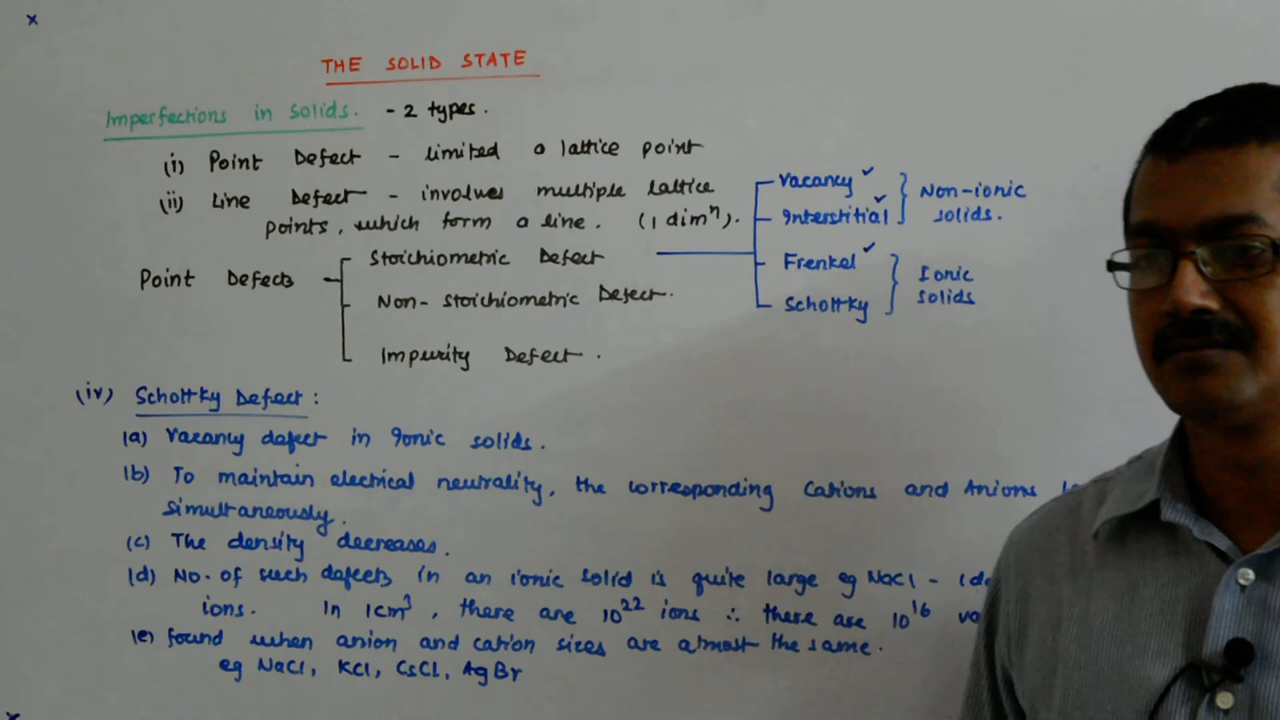 THE SOLID STATE
Imperfections in Solids. - 2 types.
(i) Point Defect - limited a lattice point
(ii) Line Defect - involves multiple lattice
points, which form a line. (1 dimⁿ).
Point Defects
Stoichiometric Defect
Non-Stoichiometric Defect.
Impurity Defect.
Vacancy ✓
Interstitial ✓
Non-ionic
solids.
Frenkel ✓
Schottky
Ionic
solids
(iv) Schottky Defect:
(a) Vacancy defect in Ionic solids.
(b) To maintain electrical neutrality, the corresponding Cations and Anions
simultaneously.
(c) The density decreases.
(d) No. of such defects in an ionic solid is quite large eg NaCl -
ions. In 1cm³, there are 10²² ions ∴ there are 10¹⁶
(e) found when anion and cation sizes are almost the same.
eg NaCl, KCl, CsCl, AgBr